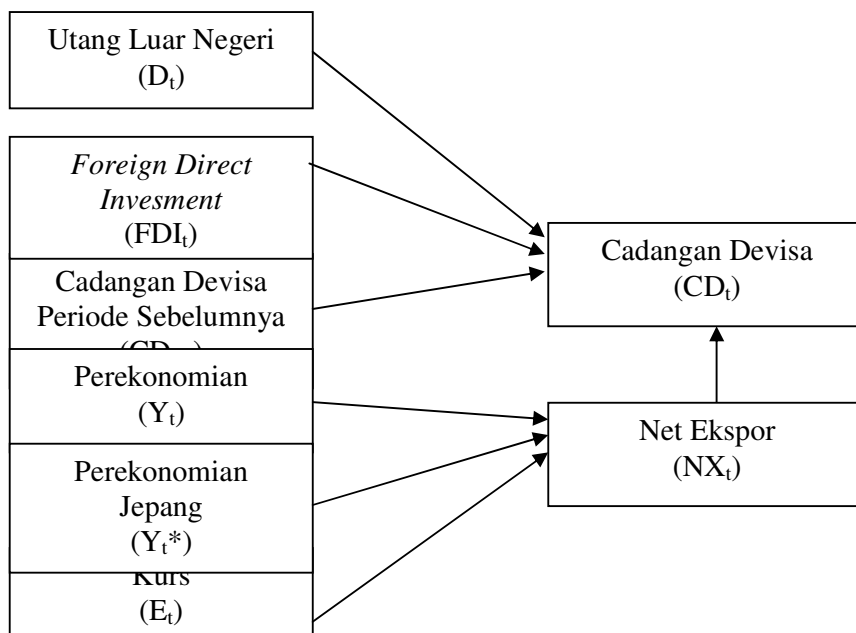 Utang Luar Negeri
(Dₜ)
Foreign Direct
Invesment
(FDIₜ)
Cadangan Devisa
Periode Sebelumnya
Perekonomian
(Yₜ)
Perekonomian
Jepang
(Yₜ*)
Kurs
(Eₜ)
Cadangan Devisa
(CDₜ)
Net Ekspor
(NXₜ)